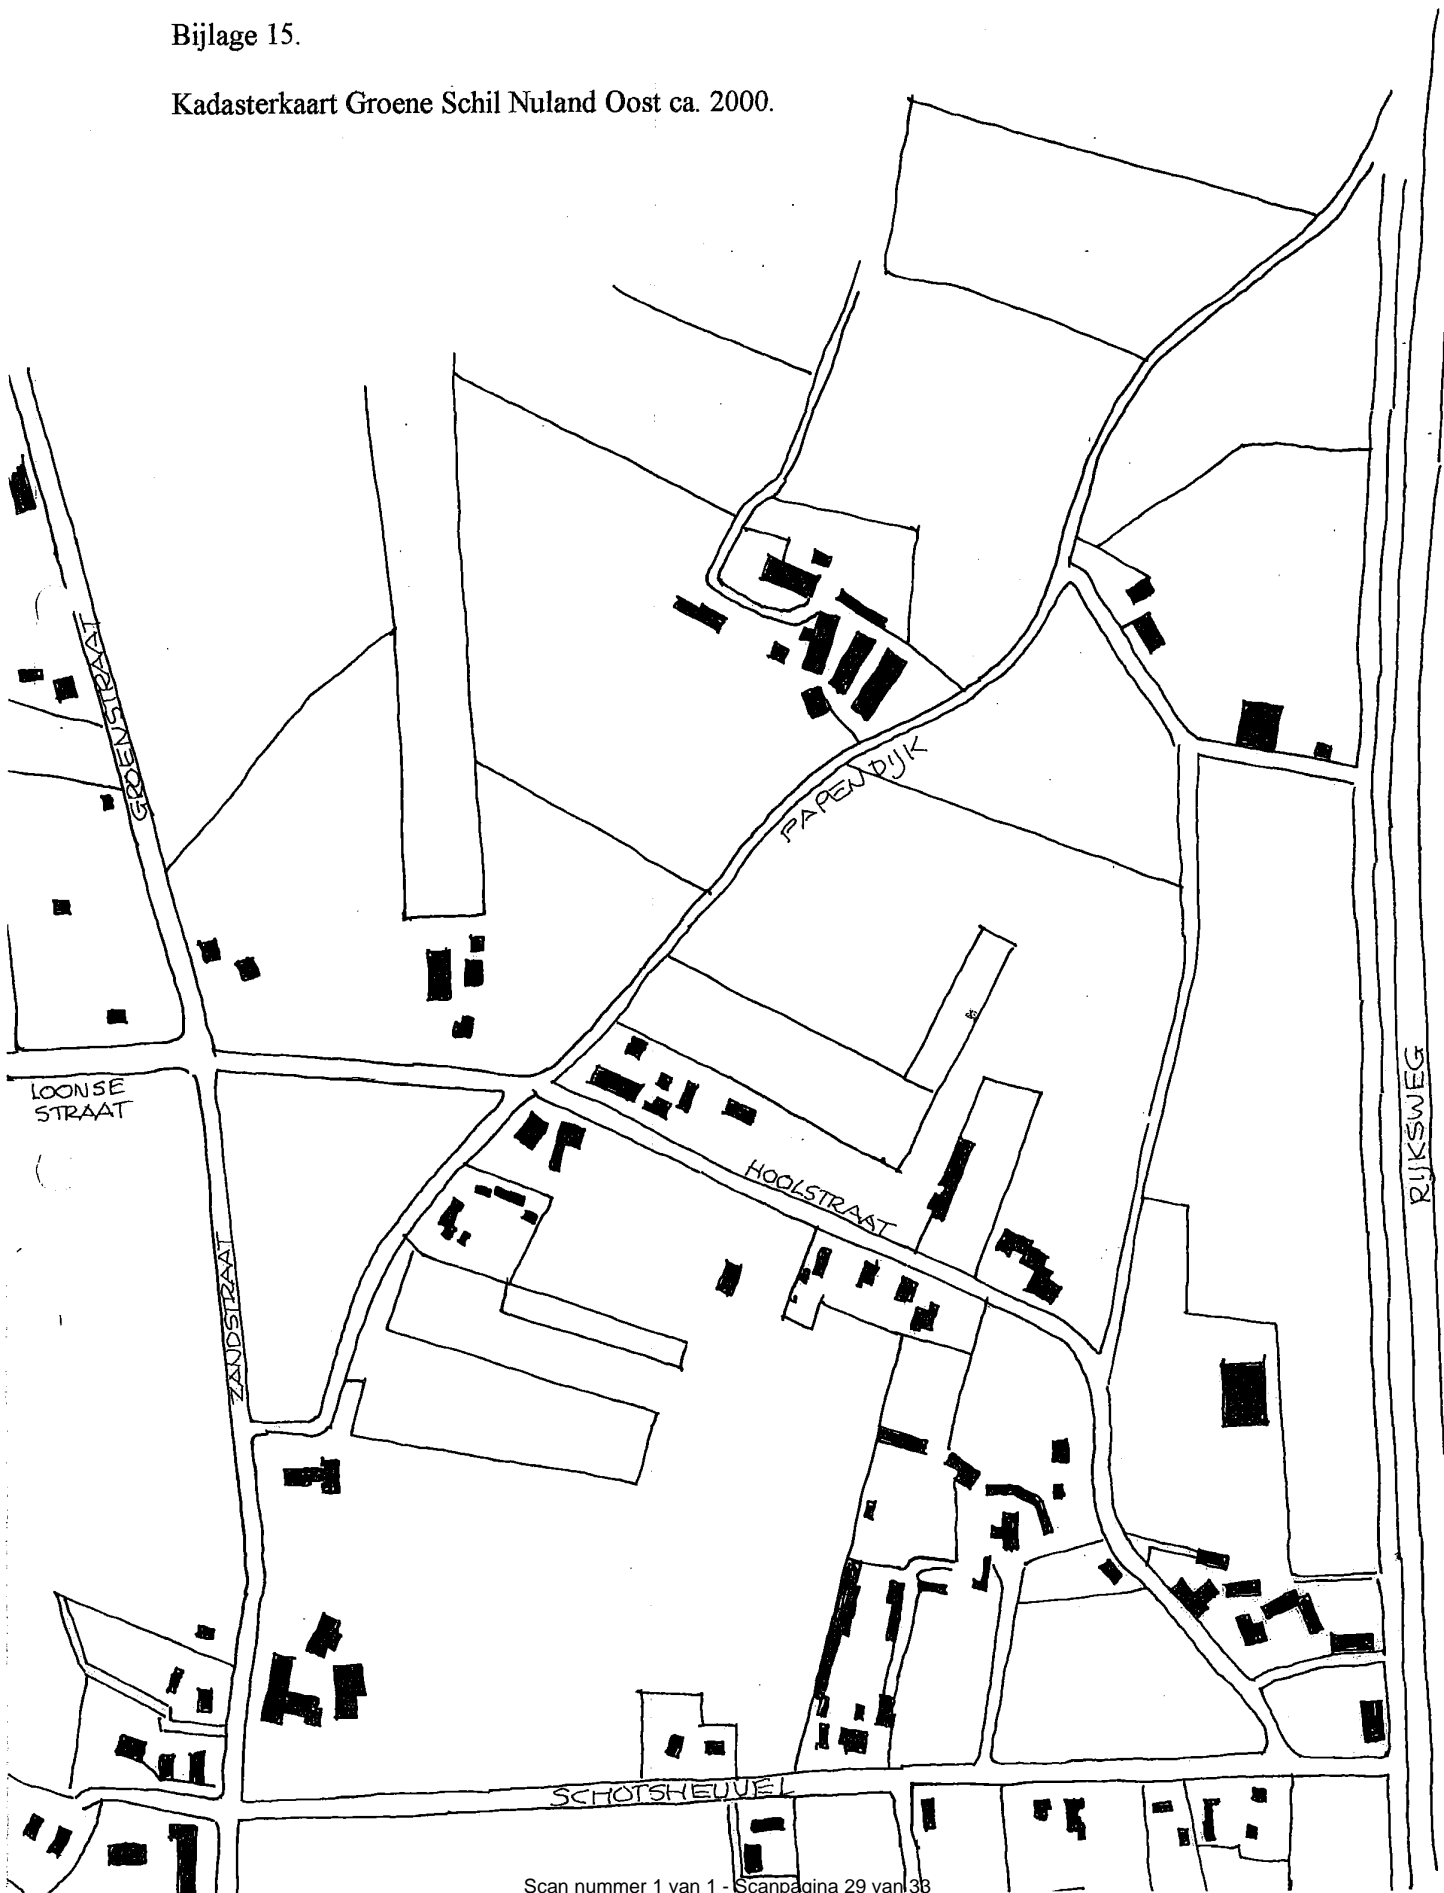 Bijlage 15.
Kadasterkaart Groene Schil Nuland Oost ca. 2000.
GROENSTRAAT
PAPENDIJK
LOONSE
STRAAT
RIJKSWEG
HOOLSTRAAT
ZANDSTRAAT
SCHOTSHEUVEL
Scan nummer 1 van 1 - Scanpagina 29 van 33